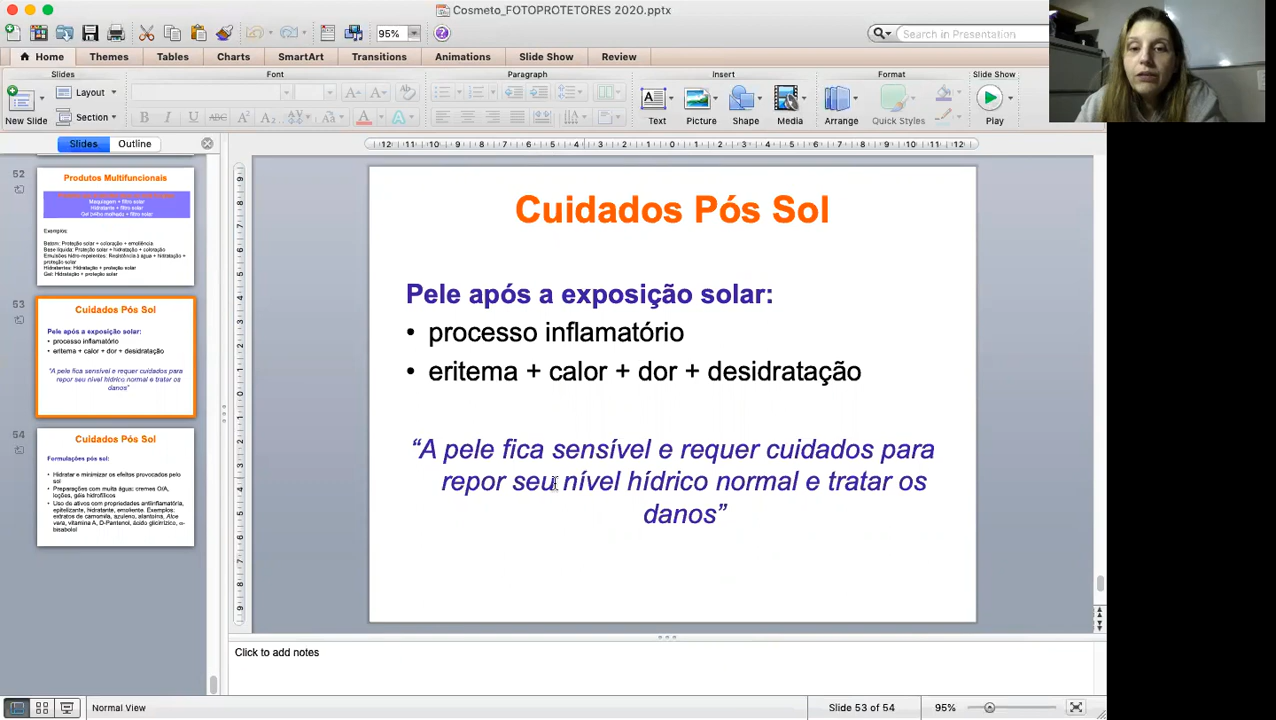 Cosmeto_FOTOPROTETORES 2020.pptx
95%
Search in Presentation
Home
Themes
Tables
Charts
SmartArt
Transitions
Animations
Slide Show
Review
Slides
Font
Paragraph
Insert
Format
Slide Show
New Slide
Layout
Section
Text
Picture
Shape
Media
Arrange
Quick Styles
Play
Slides
Outline
52
Produtos Multifuncionais
Maquiagem + filtro solar
Hidratante + filtro solar
Gel brilho molhado + filtro solar
Exemplos
Batom: Proteção solar + coloração + emoliência
Base líquida: Proteção solar + hidratação + coloração
Emulsões hidro-repelentes: Resistência à água + hidratação +
proteção solar
Hidratantes: Hidratação + proteção solar
Gel: Hidratação + proteção solar
53
Cuidados Pós Sol
Pele após a exposição solar:
• processo inflamatório
• eritema + calor + dor + desidratação
"A pele fica sensível e requer cuidados para
repor seu nível hídrico normal e tratar os
danos"
54
Cuidados Pós Sol
Formulações pós sol:
• Hidratar e minimizar os efeitos provocados pelo
sol
• Preparações com muita água: cremes O/A,
loções, géis hidrofílicos
• Uso de ativos com propriedades antiinflamatória,
epitelizante, hidratante, emoliente. Exemplos:
extratos de camomila, azuleno, alantoína, Aloe
vera, vitamina A, D-Pantenol, ácido glicirrízico, α-
bisabolol
Cuidados Pós Sol
Pele após a exposição solar:
• processo inflamatório
• eritema + calor + dor + desidratação
“A pele fica sensível e requer cuidados para
repor seu nível hídrico normal e tratar os
danos”
Click to add notes
Normal View
Slide 53 of 54
95%